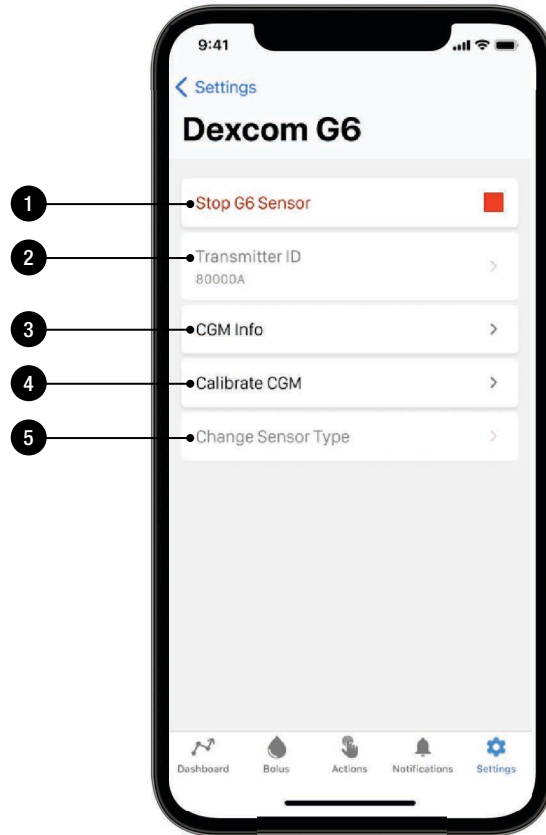 9:41
Settings
Dexcom G6
1
Stop G6 Sensor
2
Transmitter ID
80000A
3
CGM Info
4
Calibrate CGM
5
Change Sensor Type
Dashboard
Bolus
Actions
Notifications
Settings